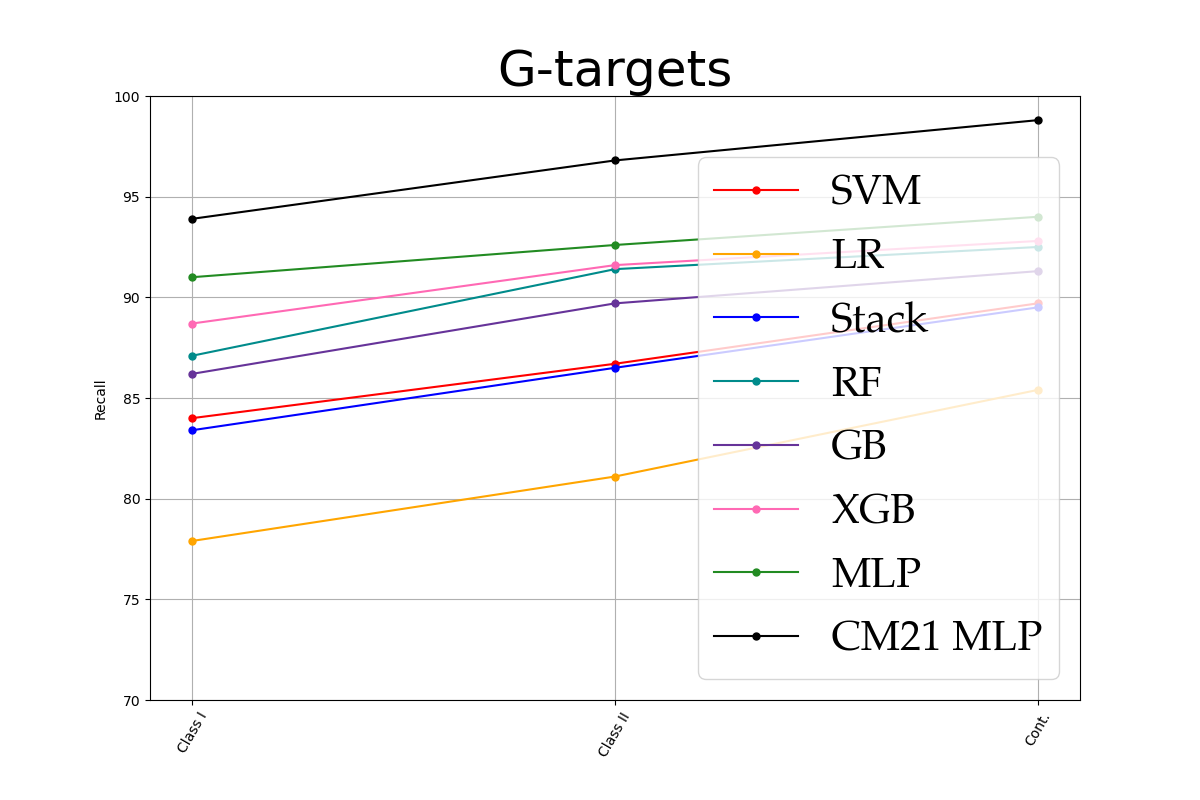 G-targets
100
95
90
85
80
75
70
Recall
SVM
LR
Stack
RF
GB
XGB
MLP
CM21 MLP
Class I
Class II
Cont.